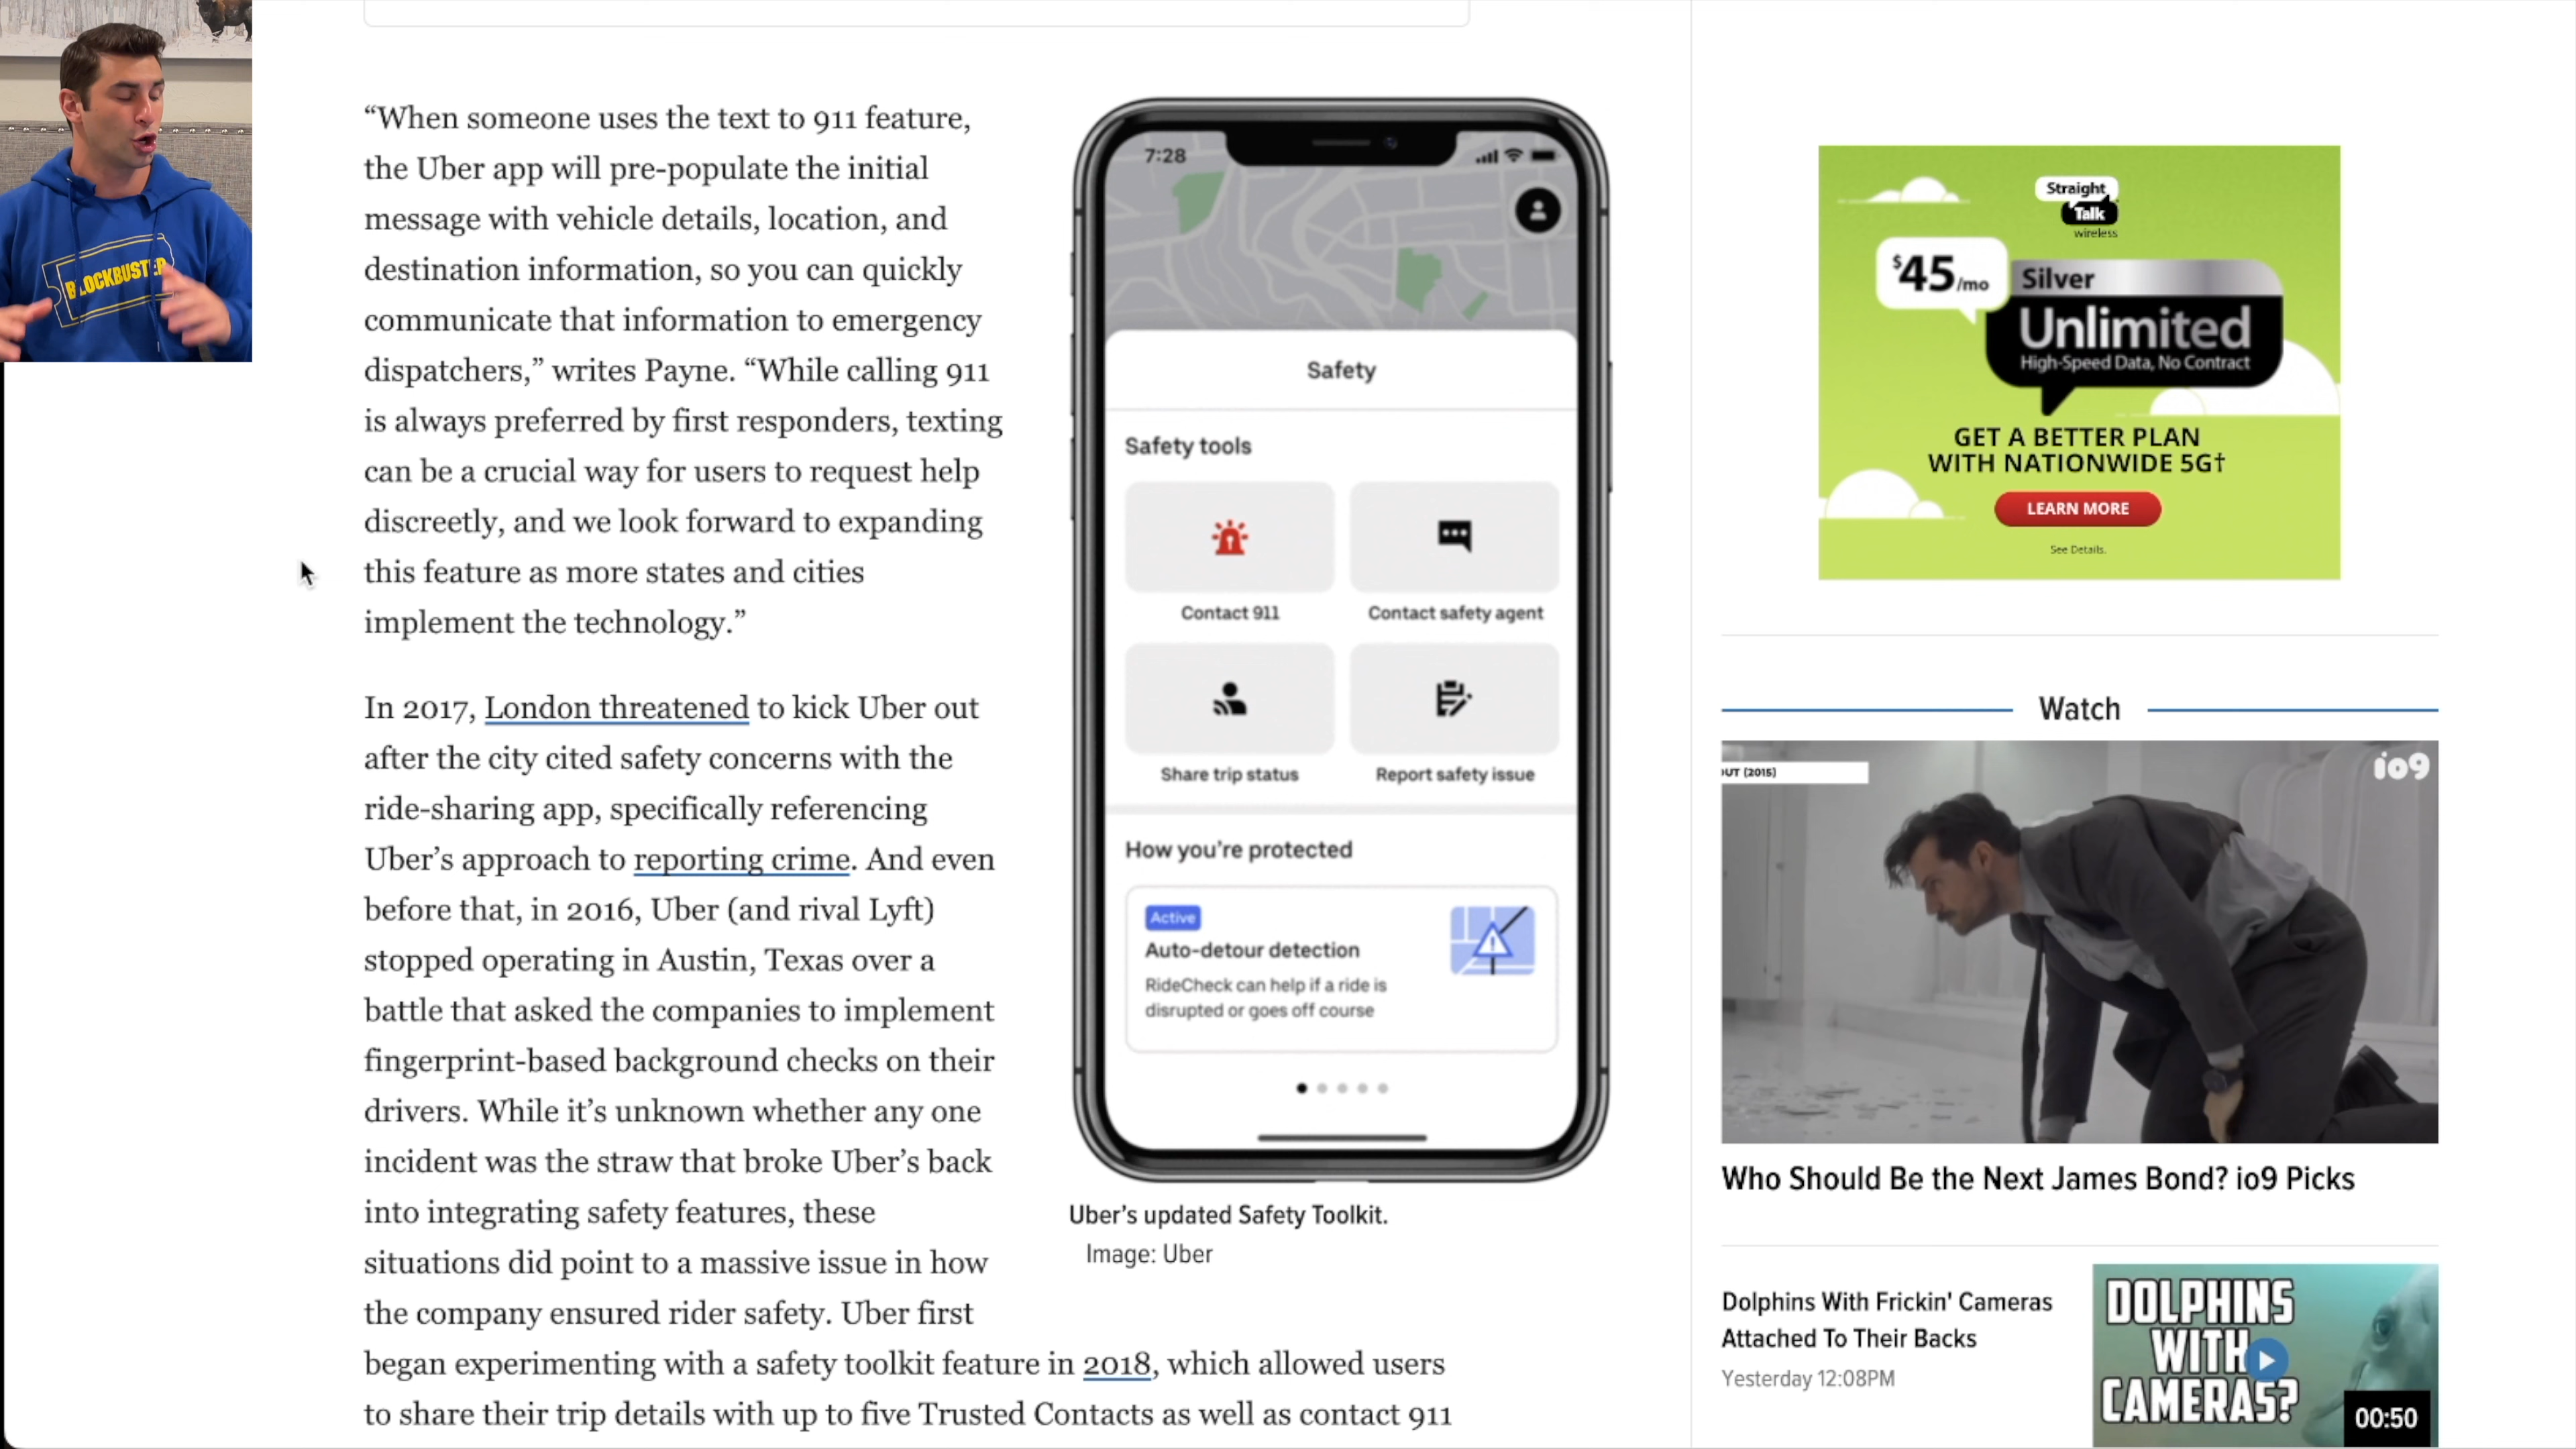 BLOCKBUSTER
“When someone uses the text to 911 feature,
the Uber app will pre-populate the initial
message with vehicle details, location, and
destination information, so you can quickly
communicate that information to emergency
dispatchers,” writes Payne. “While calling 911
is always preferred by first responders, texting
can be a crucial way for users to request help
discreetly, and we look forward to expanding
this feature as more states and cities
implement the technology.”
In 2017, London threatened to kick Uber out
after the city cited safety concerns with the
ride-sharing app, specifically referencing
Uber’s approach to reporting crime. And even
before that, in 2016, Uber (and rival Lyft)
stopped operating in Austin, Texas over a
battle that asked the companies to implement
fingerprint-based background checks on their
drivers. While it’s unknown whether any one
incident was the straw that broke Uber’s back
into integrating safety features, these
situations did point to a massive issue in how
the company ensured rider safety. Uber first
began experimenting with a safety toolkit feature in 2018, which allowed users
to share their trip details with up to five Trusted Contacts as well as contact 911
7:28
Safety
Safety tools
Contact 911
Contact safety agent
Share trip status
Report safety issue
How you’re protected
Active
Auto-detour detection
RideCheck can help if a ride is
disrupted or goes off course
Uber’s updated Safety Toolkit.
Image: Uber
Straight
Talk
wireless
$45/mo
Silver
Unlimited
High-Speed Data, No Contract
GET A BETTER PLAN
WITH NATIONWIDE 5G†
LEARN MORE
See Details.
Watch
OUT (2015)
io9
Who Should Be the Next James Bond? io9 Picks
Dolphins With Frickin' Cameras
Attached To Their Backs
Yesterday 12:08PM
DOLPHINS
WITH
CAMERAS?
00:50